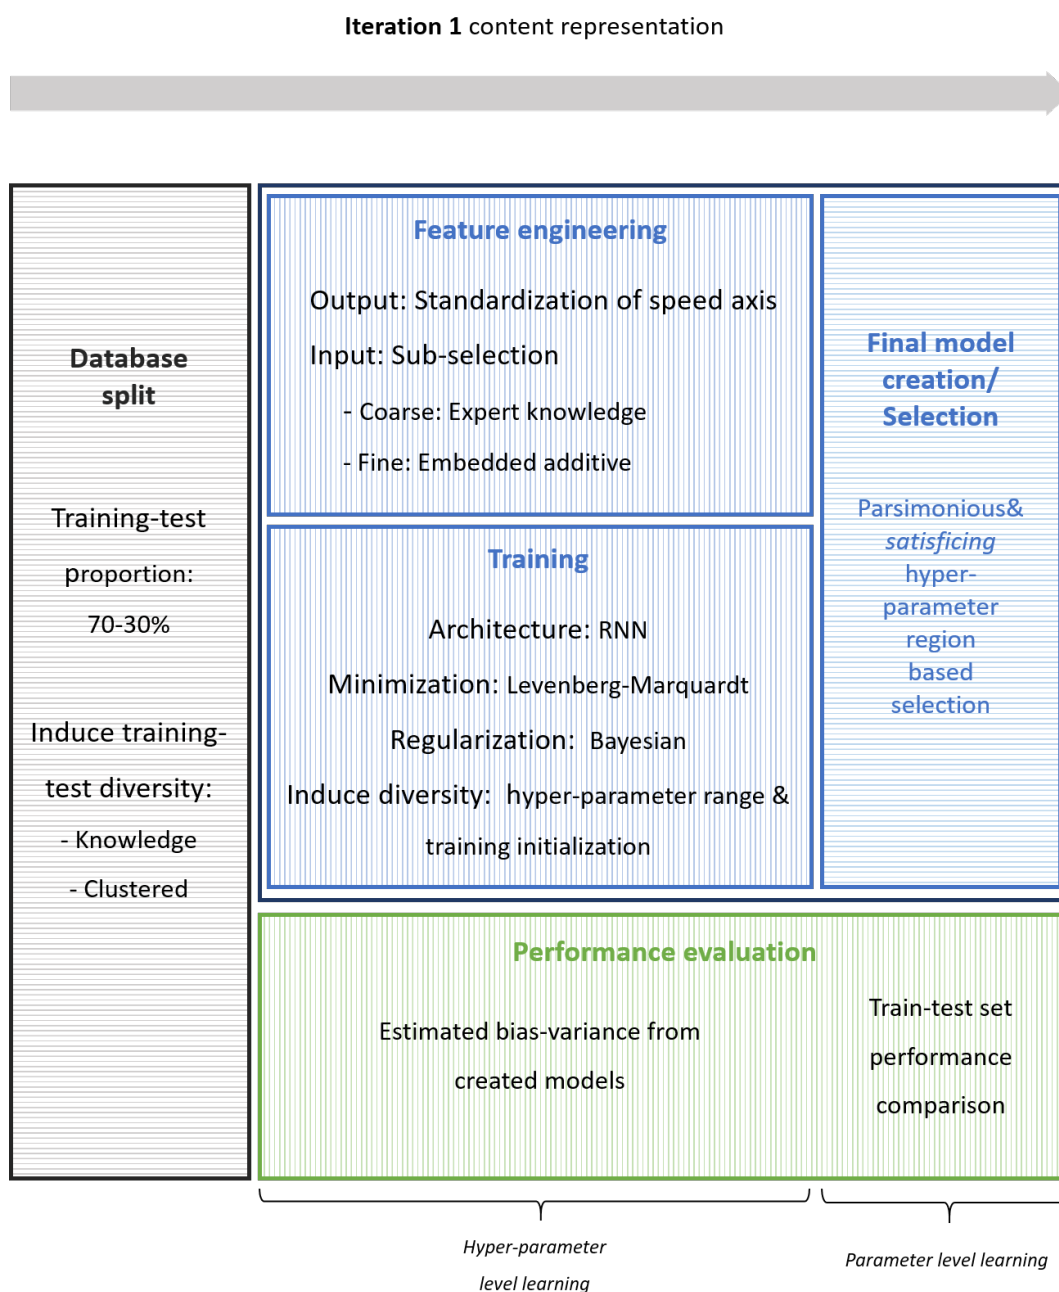 Iteration 1 content representation
Database
split
Training-test
proportion:
70-30%
Induce training-
test diversity:
- Knowledge
- Clustered
Feature engineering
Output: Standardization of speed axis
Input: Sub-selection
- Coarse: Expert knowledge
- Fine: Embedded additive
Training
Architecture: RNN
Minimization: Levenberg-Marquardt
Regularization: Bayesian
Induce diversity: hyper-parameter range &
training initialization
Final model
creation/
Selection
Parsimonious&
satisficing
hyper-
parameter
region
based
selection
Performance evaluation
Estimated bias-variance from
created models
Train-test set
performance
comparison
Hyper-parameter
level learning
Parameter level learning